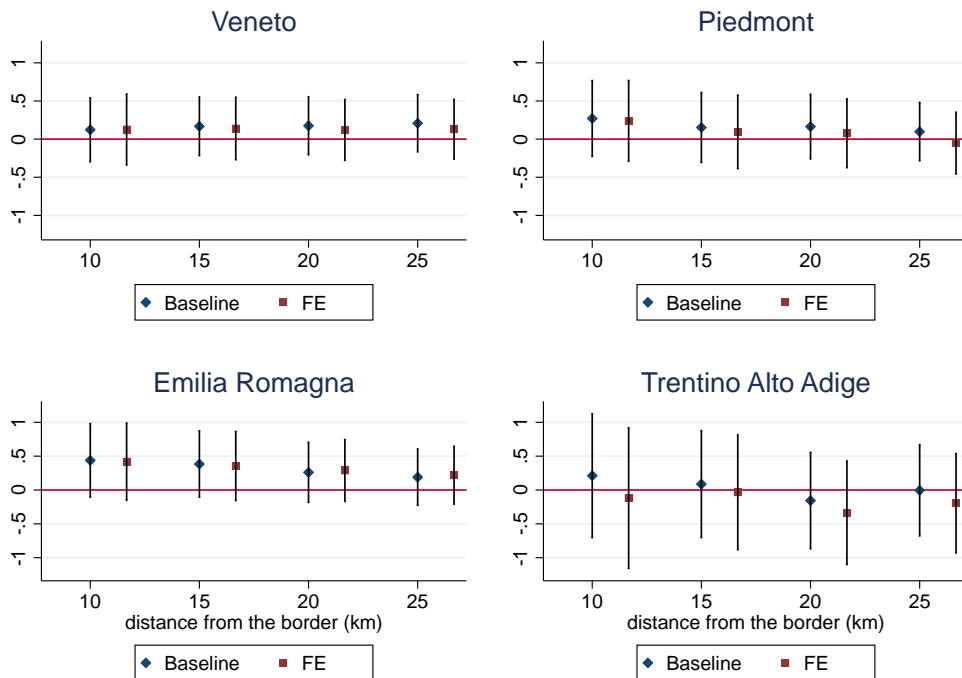 Veneto
1
.5
0
-.5
-1
10 15 20 25
Baseline FE
Piedmont
1
.5
0
-.5
-1
10 15 20 25
Baseline FE
Emilia Romagna
1
.5
0
-.5
-1
10 15 20 25
distance from the border (km)
Baseline FE
Trentino Alto Adige
1
.5
0
-.5
-1
10 15 20 25
distance from the border (km)
Baseline FE